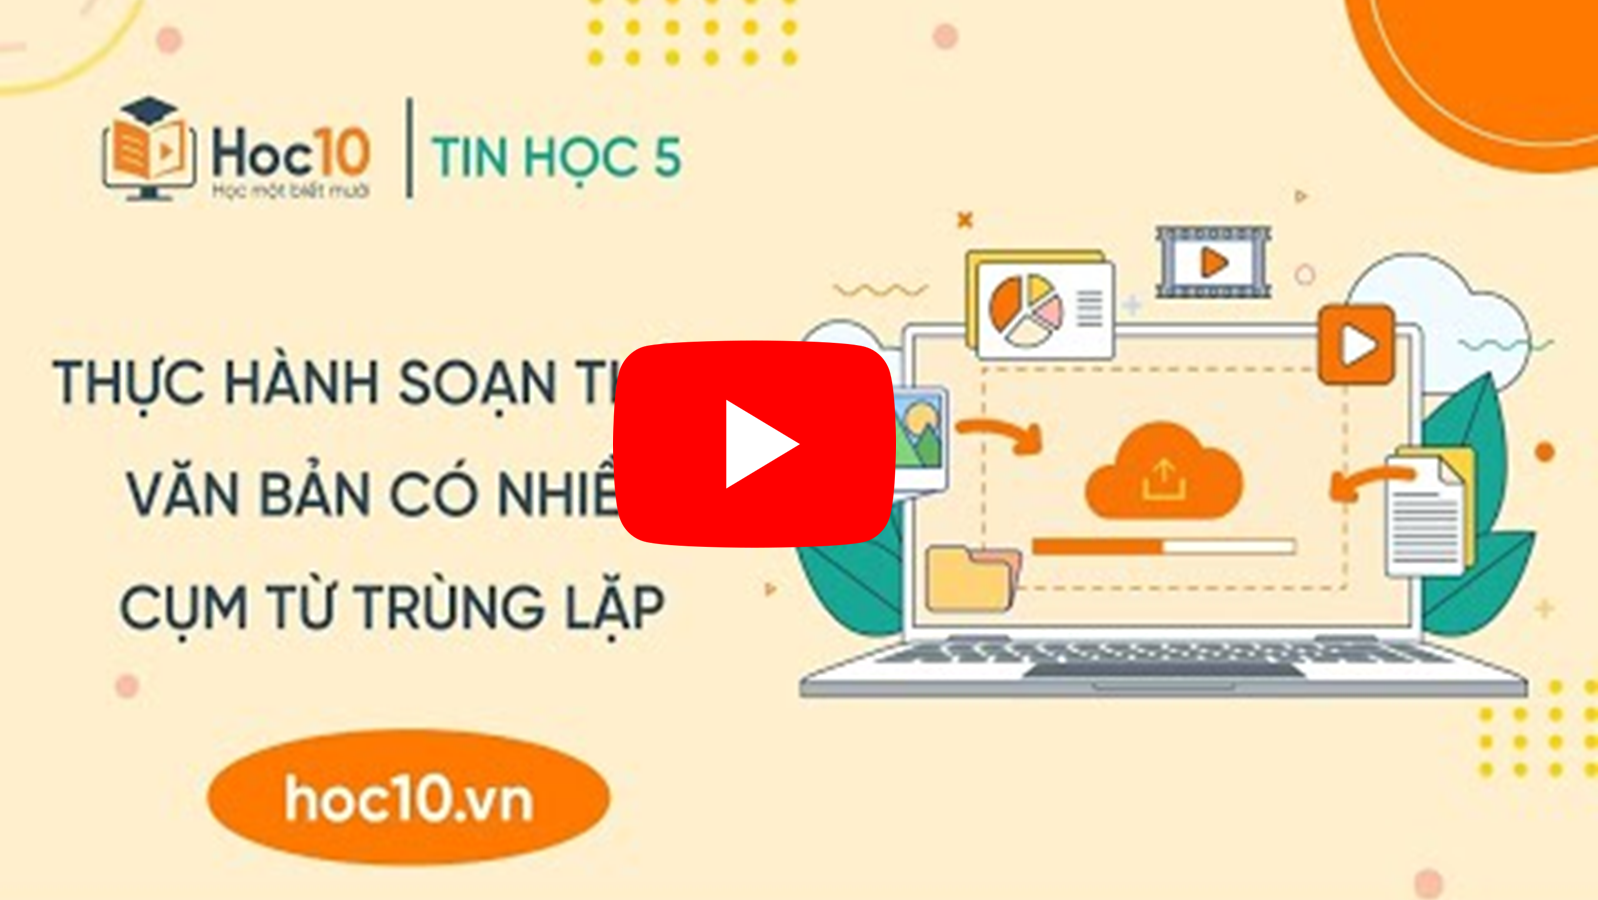 Hoc10
Học một biết mười
TIN HỌC 5
THỰC HÀNH SOẠN
VĂN BẢN CÓ
CỤM TỪ TRÙNG LẶP
hoc10.vn